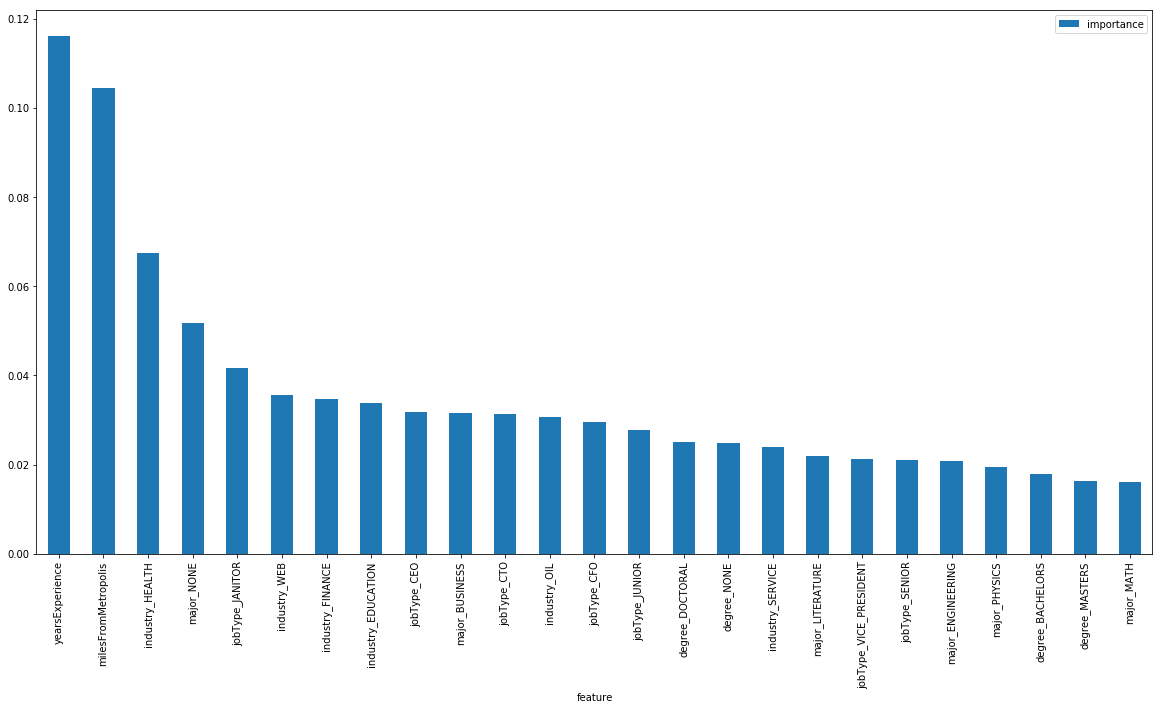 importance
0.12
0.10
0.08
0.06
0.04
0.02
0.00
yearsExperience
milesFromMetropolis
industry_HEALTH
major_NONE
jobType_JANITOR
industry_WEB
industry_FINANCE
industry_EDUCATION
jobType_CEO
major_BUSINESS
jobType_CTO
industry_OIL
jobType_CFO
jobType_JUNIOR
degree_DOCTORAL
degree_NONE
industry_SERVICE
major_LITERATURE
jobType_VICE_PRESIDENT
jobType_SENIOR
major_ENGINEERING
major_PHYSICS
degree_BACHELORS
degree_MASTERS
major_MATH
feature